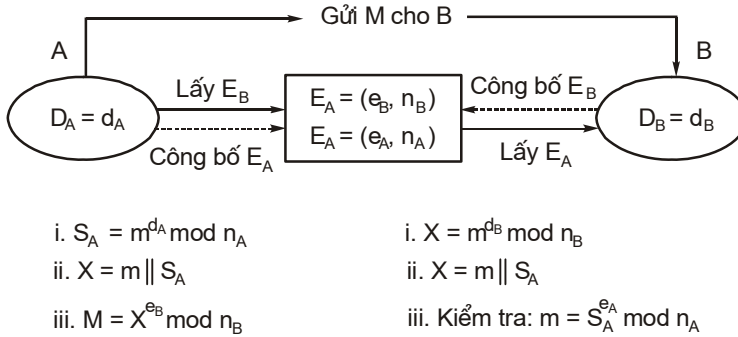 Gửi M cho B
A
B
Lấy E_B
Công bố E_B
D_A = d_A
E_A = (e_B, n_B)
E_A = (e_A, n_A)
D_B = d_B
Công bố E_A
Lấy E_A
i. S_A = m^{d_A} mod n_A
i. X = m^{d_B} mod n_B
ii. X = m || S_A
ii. X = m || S_A
iii. M = X^{e_B} mod n_B
iii. Kiểm tra: m = S_A^{e_A} mod n_A